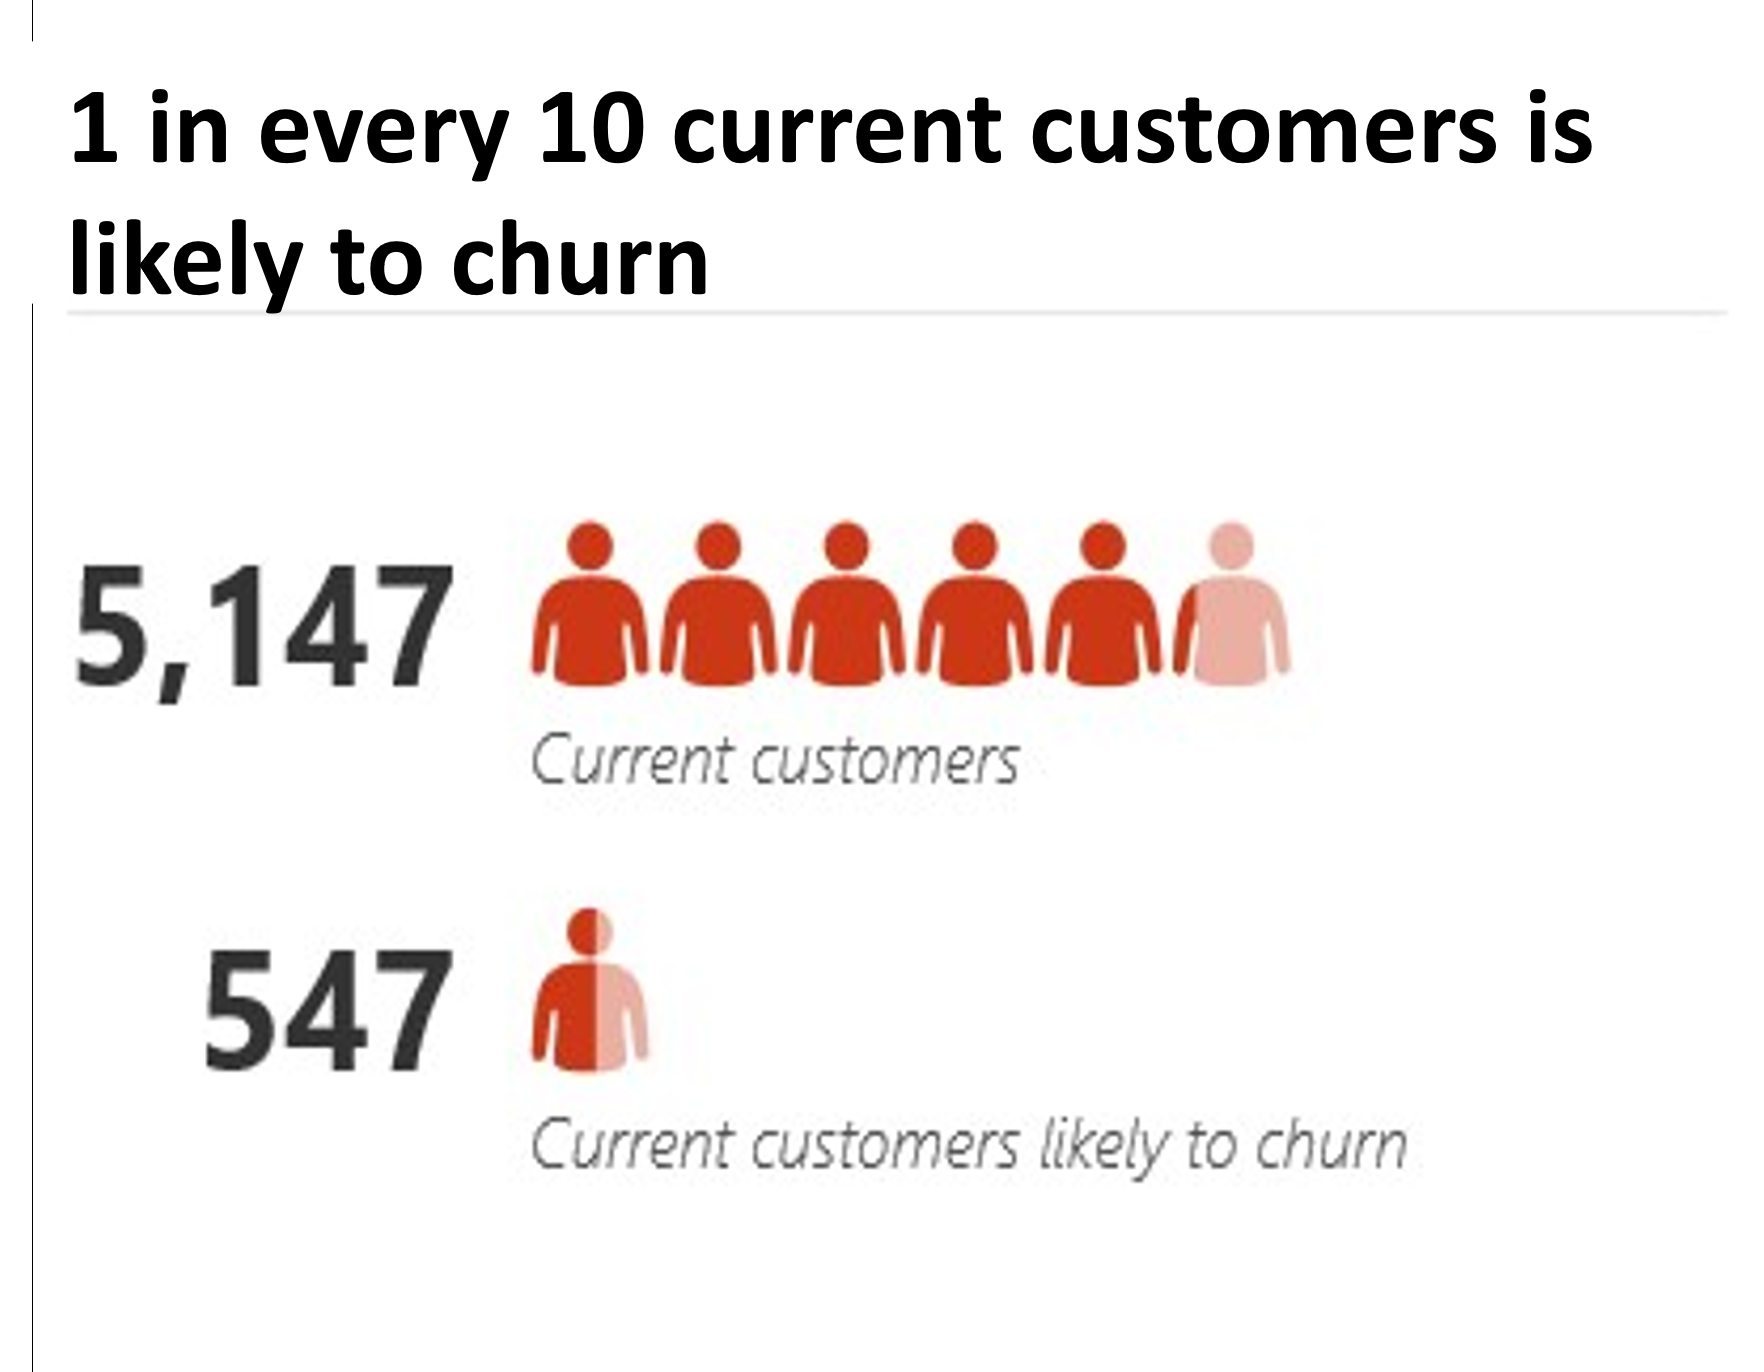 1 in every 10 current customers is
likely to churn
5,147
Current customers
547
Current customers likely to churn